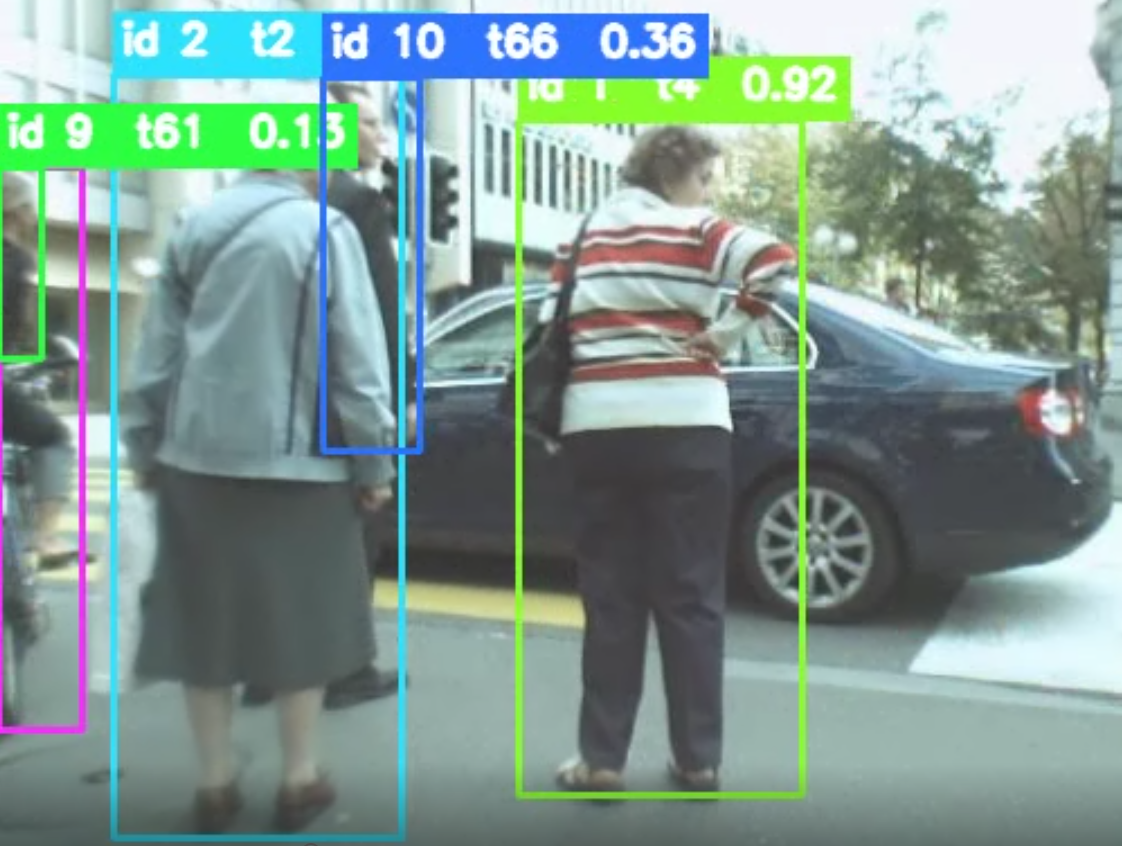 id 2 t2
id 10 t66 0.36
id 1 t4 0.92
id 9 t61 0.13